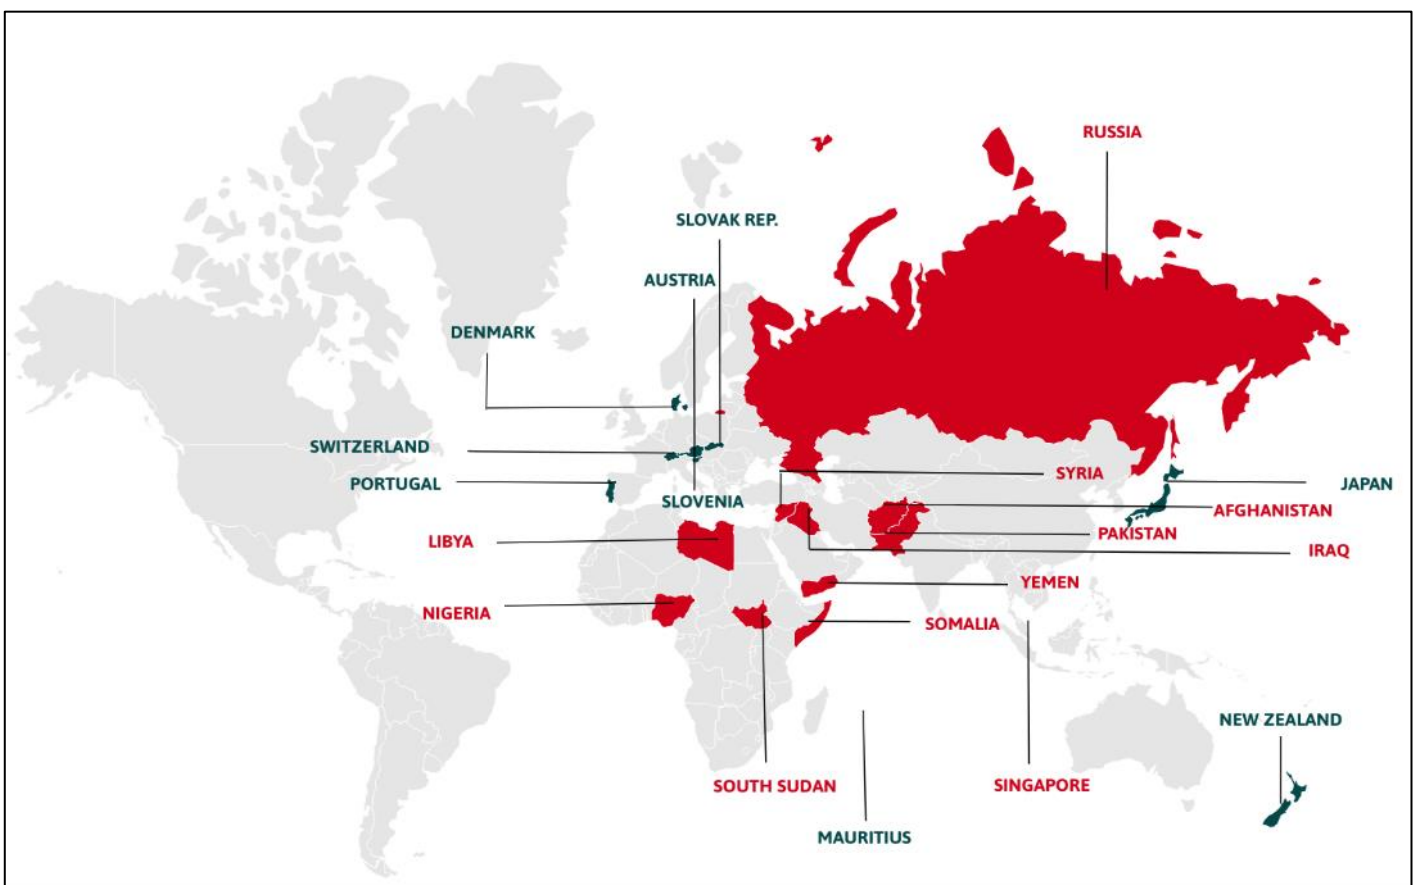 RUSSIA
SLOVAK REP.
AUSTRIA
DENMARK
SWITZERLAND
SYRIA
PORTUGAL
JAPAN
SLOVENIA
AFGHANISTAN
PAKISTAN
LIBYA
IRAQ
YEMEN
NIGERIA
SOMALIA
NEW ZEALAND
SOUTH SUDAN
SINGAPORE
MAURITIUS